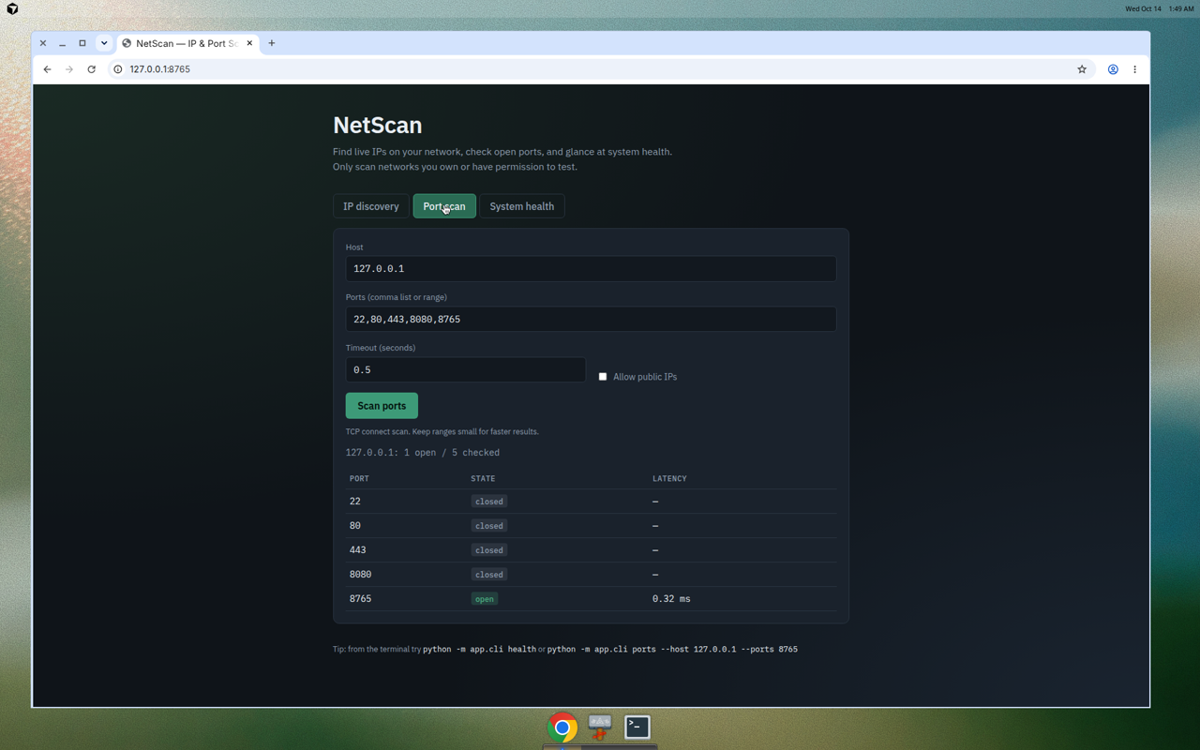 Wed Oct 14 1:49 AM
NetScan — IP & Port Sc
127.0.0.1:8765
NetScan
Find live IPs on your network, check open ports, and glance at system health.
Only scan networks you own or have permission to test.
IP discovery Port scan System health
Host
127.0.0.1
Ports (comma list or range)
22,80,443,8080,8765
Timeout (seconds)
0.5
Allow public IPs
Scan ports
TCP connect scan. Keep ranges small for faster results.
127.0.0.1: 1 open / 5 checked
PORT STATE LATENCY
22 closed —
80 closed —
443 closed —
8080 closed —
8765 open 0.32 ms
Tip: from the terminal try python -m app.cli health or python -m app.cli ports --host 127.0.0.1 --ports 8765